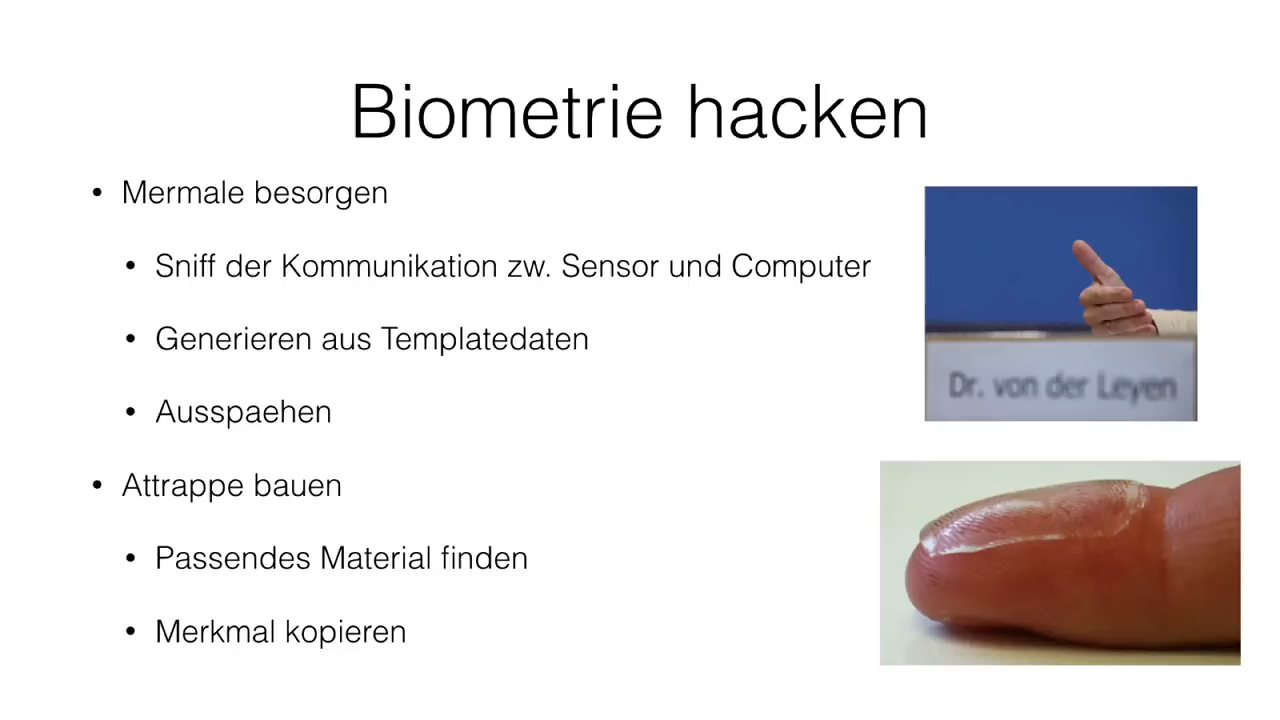 Biometrie hacken
• Mermale besorgen
• Sniff der Kommunikation zw. Sensor und Computer
• Generieren aus Templatedaten
• Ausspaehen
• Attrappe bauen
• Passendes Material finden
• Merkmal kopieren
Dr. von der Leyen